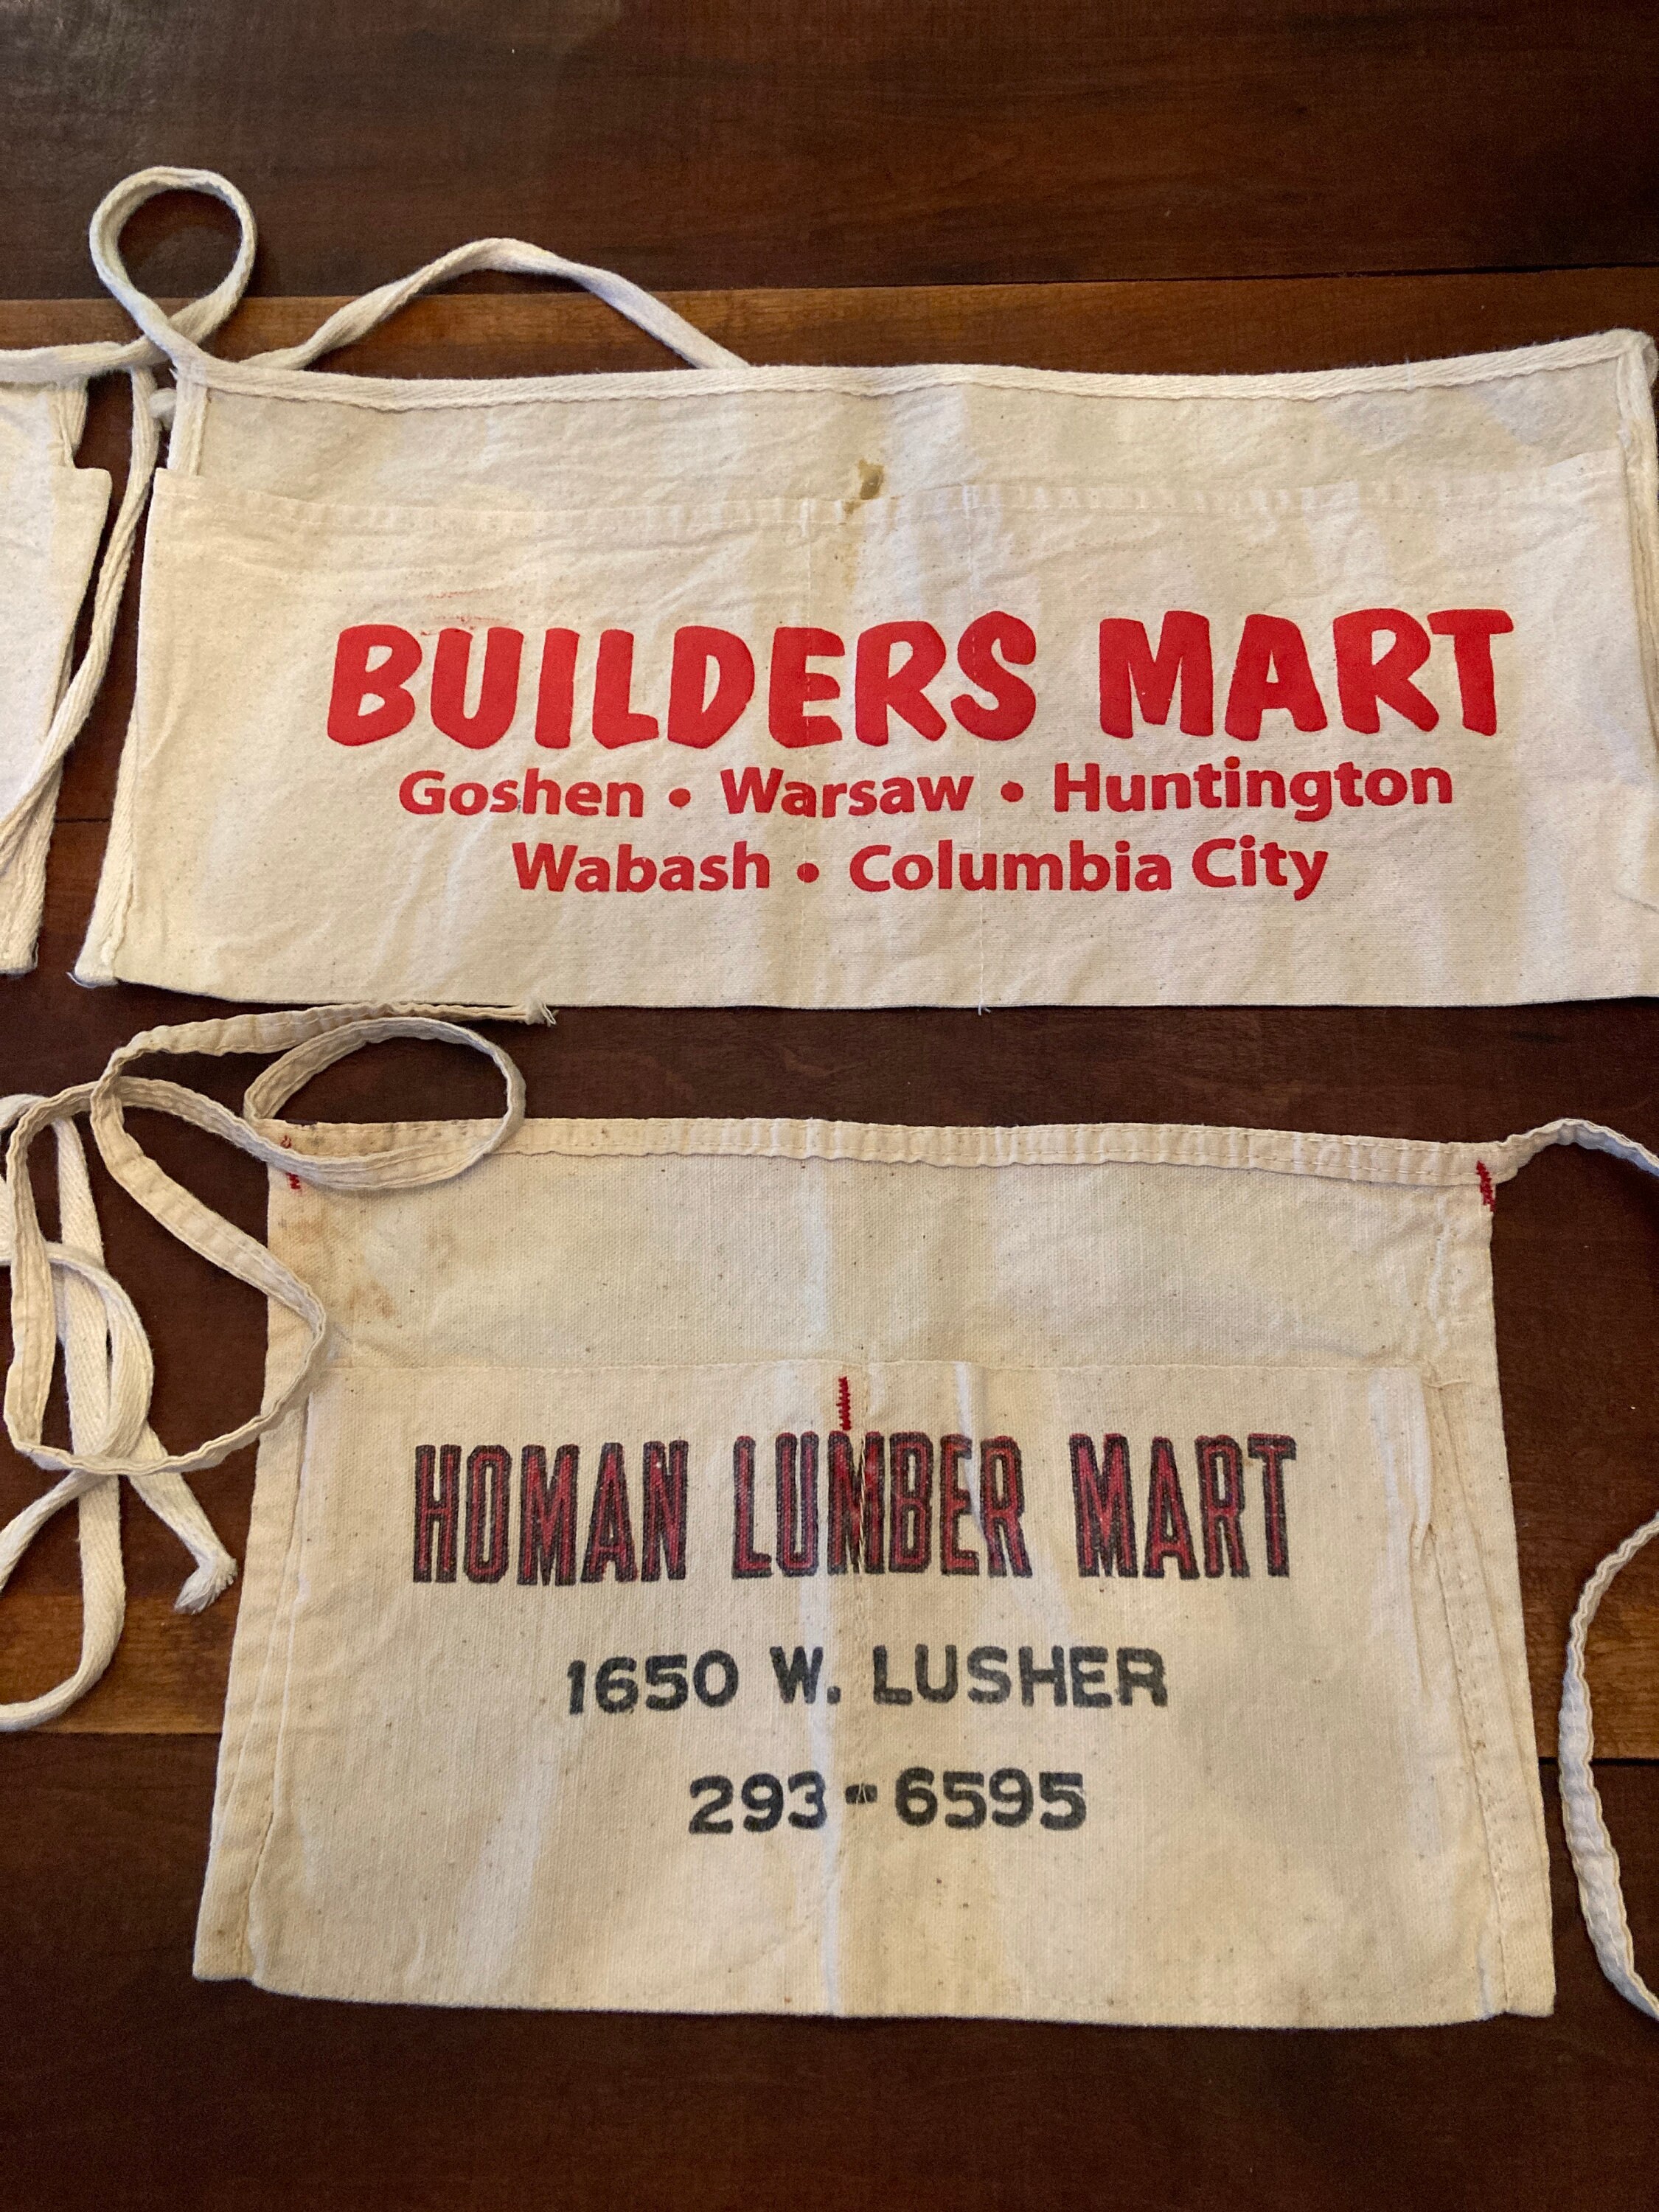 BUILDERS MART
Goshen • Warsaw • Huntington
Wabash • Columbia City
HOMAN LUMBER MART
1650 W. LUSHER
293-6595